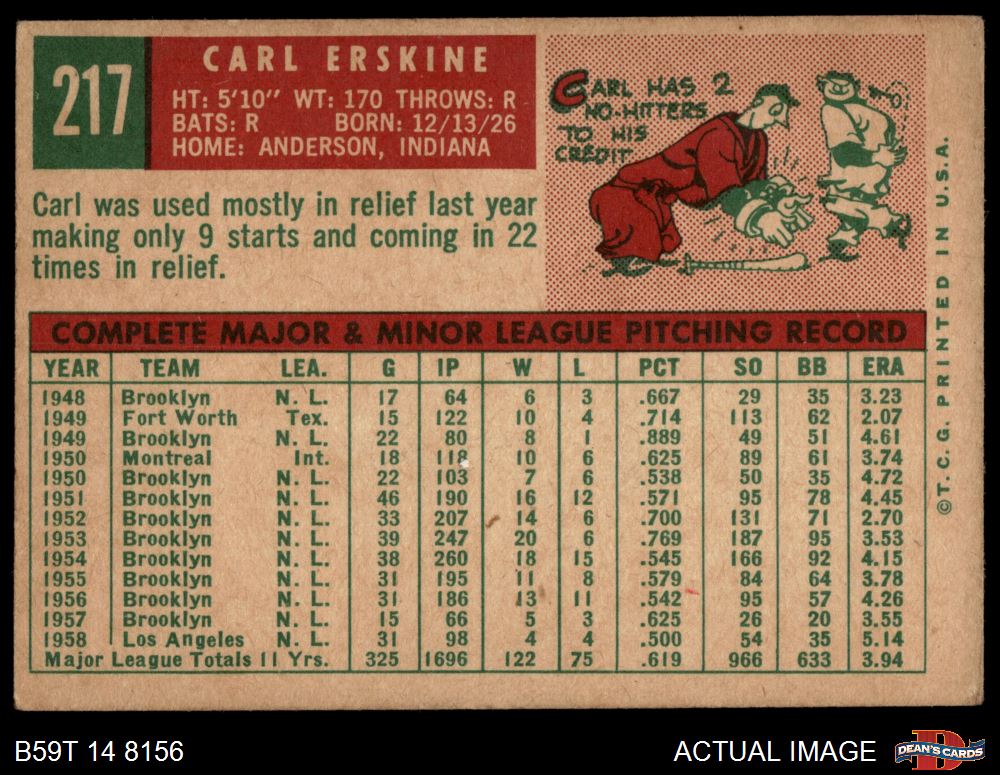 217
CARL ERSKINE
HT: 5'10" WT: 170 THROWS: R
BATS: R BORN: 12/13/26
HOME: ANDERSON, INDIANA
CARL HAS 2
NO-HITTERS
TO HIS
CREDIT.
Carl was used mostly in relief last year
making only 9 starts and coming in 22
times in relief.
COMPLETE MAJOR & MINOR LEAGUE PITCHING RECORD
YEAR TEAM LEA. G IP W L PCT SO BB ERA
1948 Brooklyn N. L. 17 64 6 3 .667 29 35 3.23
1949 Fort Worth Tex. 15 122 10 4 .714 113 62 2.07
1949 Brooklyn N. L. 22 80 8 1 .889 49 51 4.61
1950 Montreal Int. 18 118 10 6 .625 89 61 3.74
1950 Brooklyn N. L. 22 103 7 6 .538 50 35 4.72
1951 Brooklyn N. L. 46 190 16 12 .571 95 78 4.45
1952 Brooklyn N. L. 33 207 14 6 .700 131 71 2.70
1953 Brooklyn N. L. 39 247 20 6 .769 187 95 3.53
1954 Brooklyn N. L. 38 260 18 15 .545 166 92 4.15
1955 Brooklyn N. L. 31 195 11 8 .579 84 64 3.78
1956 Brooklyn N. L. 31 186 13 11 .542 95 57 4.26
1957 Brooklyn N. L. 15 66 5 3 .625 26 20 3.55
1958 Los Angeles N. L. 31 98 4 4 .500 54 35 5.14
Major League Totals 11 Yrs. 325 1696 122 75 .619 966 633 3.94
©T. C. G. PRINTED IN U. S. A.
B59T 14 8156
ACTUAL IMAGE
DEAN'S CARDS